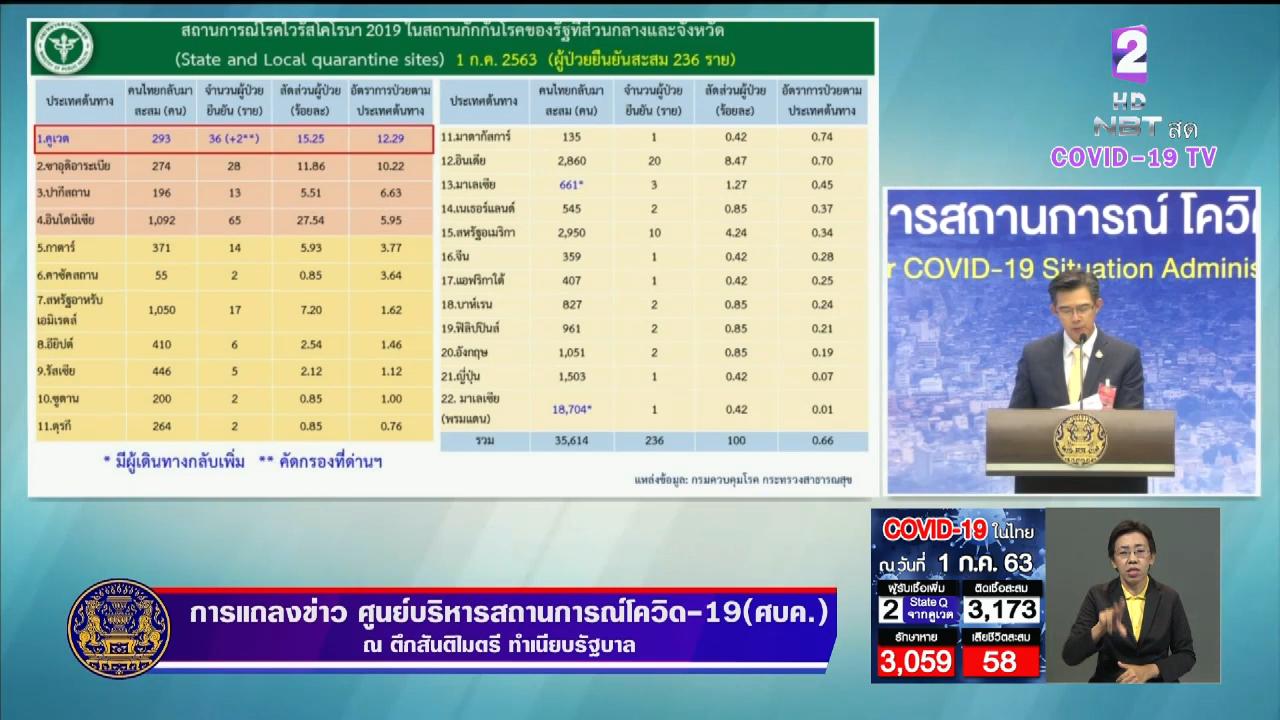 สถานการณ์โรคไวรัสโคโรนา 2019 ในสถานกักกันโรคของรัฐที่ส่วนกลางและจังหวัด
(State and Local quarantine sites) 1 ก.ค. 2563 (ผู้ป่วยยืนยันสะสม 236 ราย)
ประเทศต้นทาง คนไทยกลับมาสะสม (คน) จำนวนผู้ป่วยยืนยัน (ราย) สัดส่วนผู้ป่วย (ร้อยละ) อัตราการป่วยตามประเทศต้นทาง
1.คูเวต 293 36 (+2**) 15.25 12.29
2.ซาอุดิอาระเบีย 274 28 11.86 10.22
3.ปากีสถาน 196 13 5.51 6.63
4.อินโดนีเซีย 1,092 65 27.54 5.95
5.กาตาร์ 371 14 5.93 3.77
6.คาซัคสถาน 55 2 0.85 3.64
7.สหรัฐอาหรับ
เอมิเรตส์ 1,050 17 7.20 1.62
8.อียิปต์ 410 6 2.54 1.46
9.รัสเซีย 446 5 2.12 1.12
10.ซูดาน 200 2 0.85 1.00
11.ตุรกี 264 2 0.85 0.76
ประเทศต้นทาง คนไทยกลับมาสะสม (คน) จำนวนผู้ป่วยยืนยัน (ราย) สัดส่วนผู้ป่วย (ร้อยละ) อัตราการป่วยตามประเทศต้นทาง
11.มาดากัสการ์ 135 1 0.42 0.74
12.อินเดีย 2,860 20 8.47 0.70
13.มาเลเซีย 661* 3 1.27 0.45
14.เนเธอร์แลนด์ 545 2 0.85 0.37
15.สหรัฐอเมริกา 2,950 10 4.24 0.34
16.จีน 359 1 0.42 0.28
17.แอฟริกาใต้ 407 1 0.42 0.25
18.บาห์เรน 827 2 0.85 0.24
19.ฟิลิปปินส์ 961 2 0.85 0.21
20.อังกฤษ 1,051 2 0.85 0.19
21.ญี่ปุ่น 1,503 1 0.42 0.07
22. มาเลเซีย
(พรมแดน) 18,704* 1 0.42 0.01
รวม 35,614 236 100 0.66
* มีผู้เดินทางกลับเพิ่ม ** คัดกรองที่ด่านฯ
แหล่งข้อมูล: กรมควบคุมโรค กระทรวงสาธารณสุข
2
HD
NBT สด
COVID-19 TV
ารสถานการณ์ โควิ
r COVID-19 Situation Adminis
COVID-19 ในไทย
ณ วันที่ 1 ก.ค. 63
ผู้ติดเชื้อเพิ่ม ติดเชื้อสะสม
2 State Q จากคูเวต 3,173
รักษาหาย เสียชีวิตสะสม
3,059 58
การแถลงข่าว ศูนย์บริหารสถานการณ์โควิด-19(ศบค.)
ณ ตึกสันติไมตรี ทำเนียบรัฐบาล